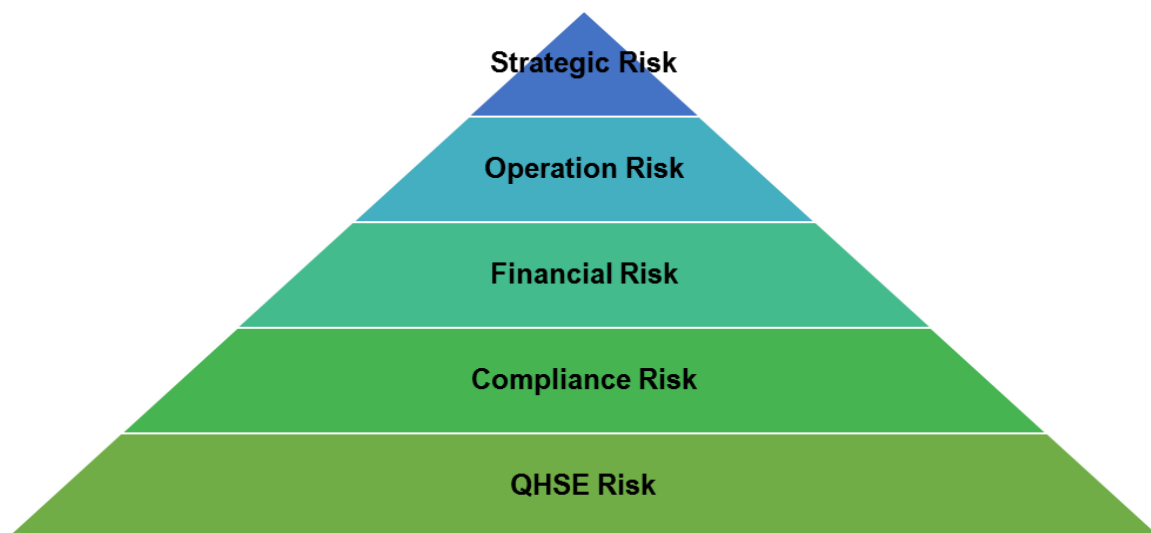 Strategic Risk
Operation Risk
Financial Risk
Compliance Risk
QHSE Risk